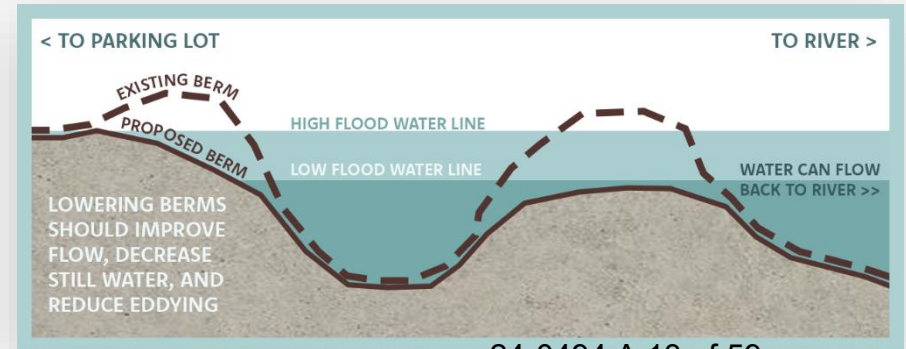 < TO PARKING LOT
TO RIVER >
EXISTING BERM
PROPOSED BERM
HIGH FLOOD WATER LINE
LOW FLOOD WATER LINE
WATER CAN FLOW
BACK TO RIVER >>
LOWERING BERMS
SHOULD IMPROVE
FLOW, DECREASE
STILL WATER, AND
REDUCE EDDYING